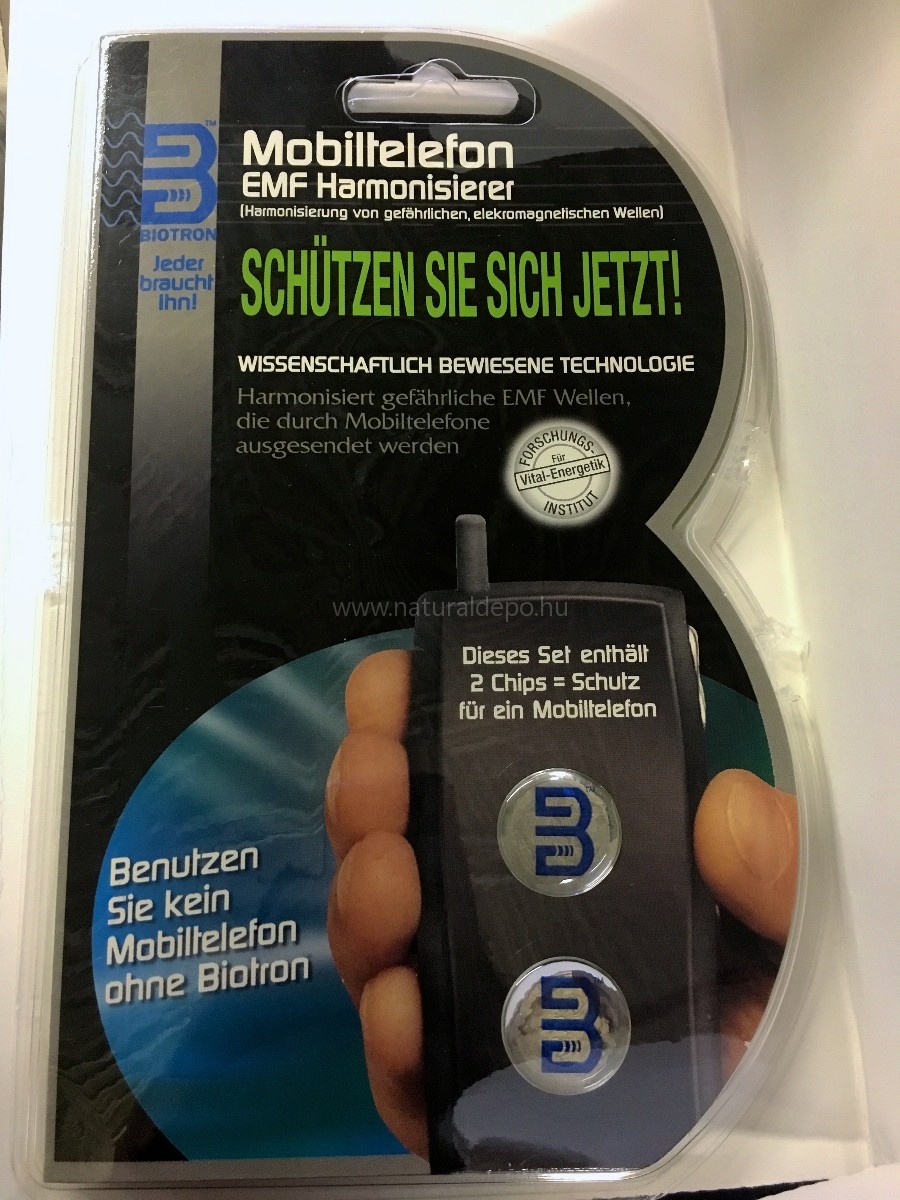 B™
BIOTRON
Jeder
braucht
Ihn!
Mobiltelefon
EMF Harmonisierer
(Harmonisierung von gefährlichen, elekromagnetischen Wellen)
SCHÜTZEN SIE SICH JETZT!
WISSENSCHAFTLICH BEWIESENE TECHNOLOGIE
Harmonisiert gefährliche EMF Wellen,
die durch Mobiltelefone
ausgesendet werden
FORSCHUNGS-
Für
Vital-Energetik
INSTITUT
www.naturaldepo.hu
Dieses Set enthält
2 Chips = Schutz
für ein Mobiltelefon
B™
B
Benutzen
Sie kein
Mobiltelefon
ohne Biotron